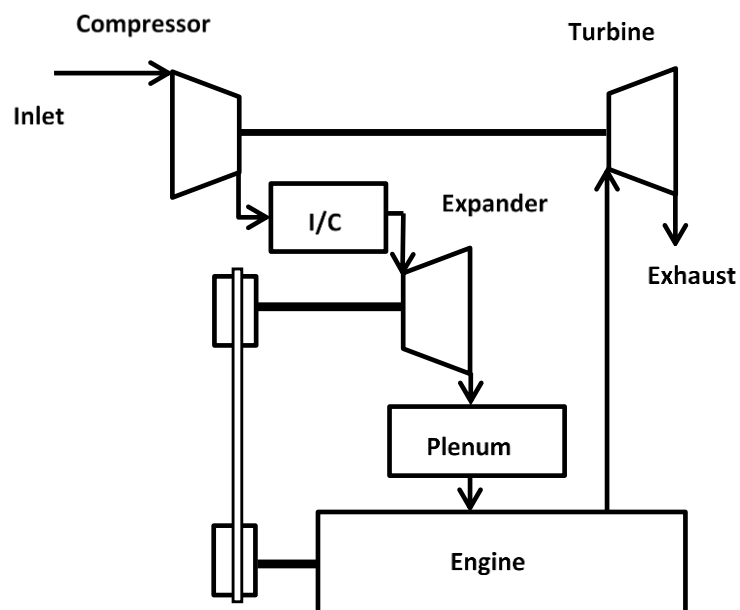 Compressor
Turbine
Inlet
Expander
I/C
Exhaust
Plenum
Engine